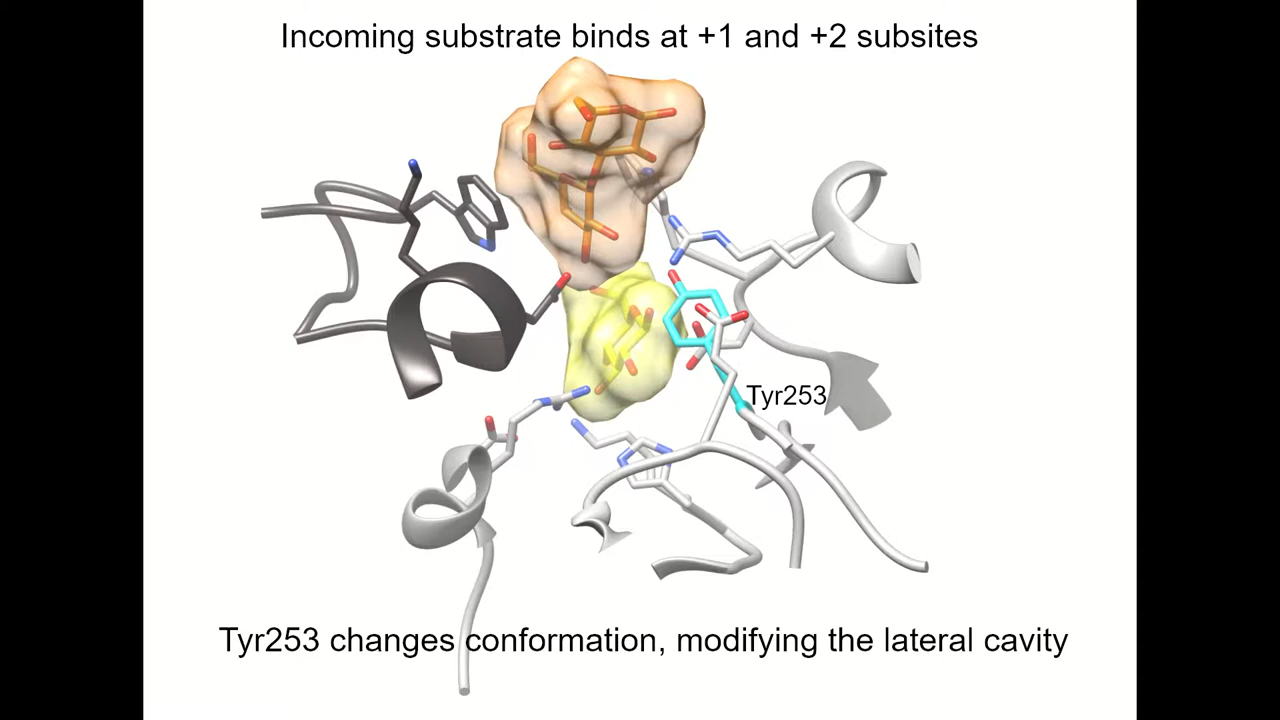 Incoming substrate binds at +1 and +2 subsites
Tyr253
Tyr253 changes conformation, modifying the lateral cavity